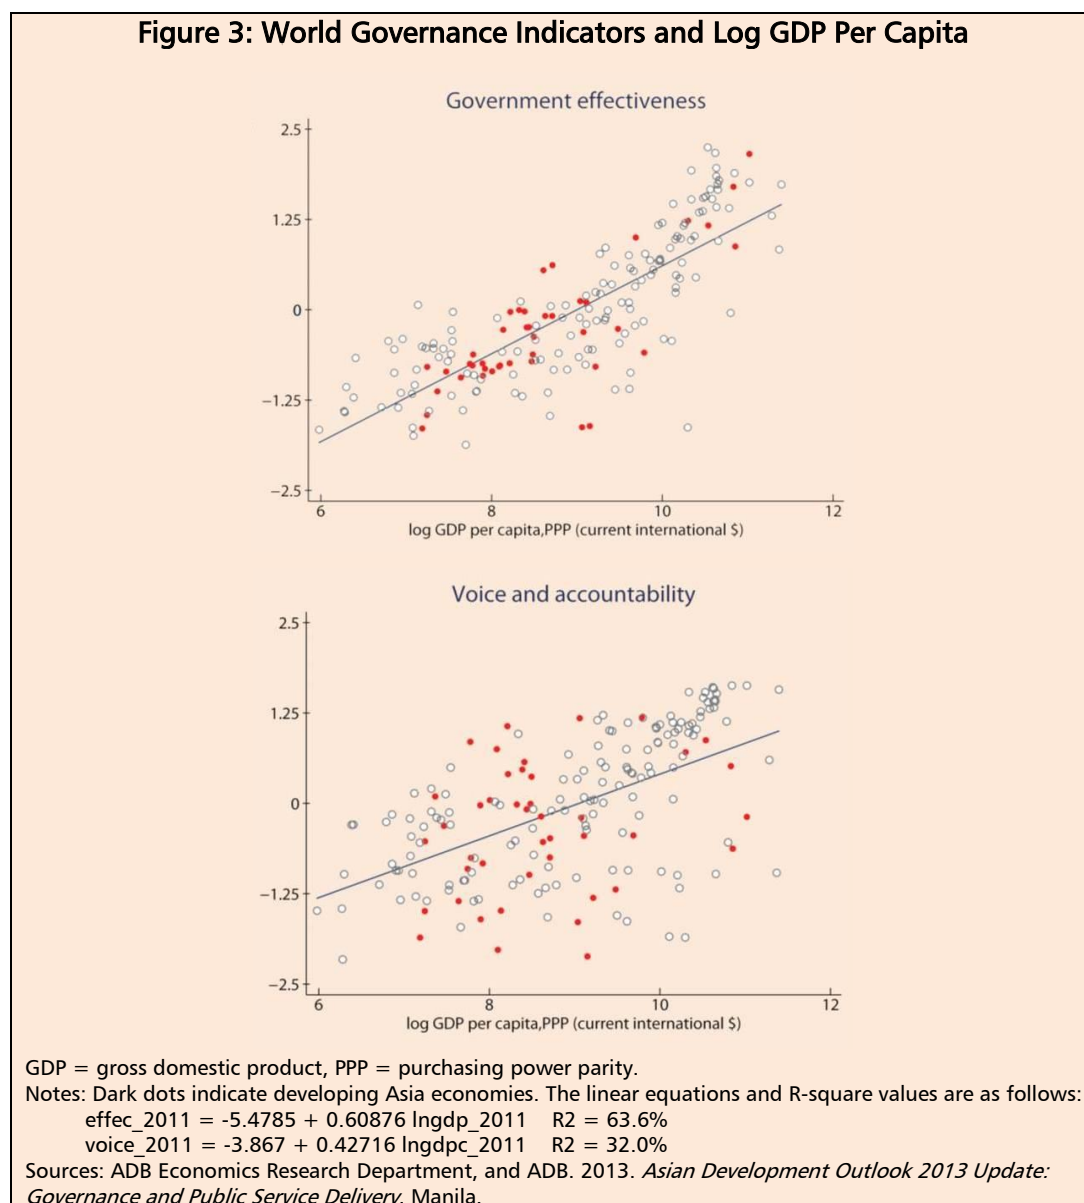 Figure 3: World Governance Indicators and Log GDP Per Capita
Government effectiveness
2.5
1.25
0
−1.25
−2.5
6 8 10 12
log GDP per capita,PPP (current international $)
Voice and accountability
2.5
1.25
0
−1.25
−2.5
6 8 10 12
log GDP per capita,PPP (current international $)
GDP = gross domestic product, PPP = purchasing power parity.
Notes: Dark dots indicate developing Asia economies. The linear equations and R-square values are as follows:
effec_2011 = -5.4785 + 0.60876 lngdp_2011 R2 = 63.6%
voice_2011 = -3.867 + 0.42716 lngdpc_2011 R2 = 32.0%
Sources: ADB Economics Research Department, and ADB. 2013. Asian Development Outlook 2013 Update:
Governance and Public Service Delivery. Manila.